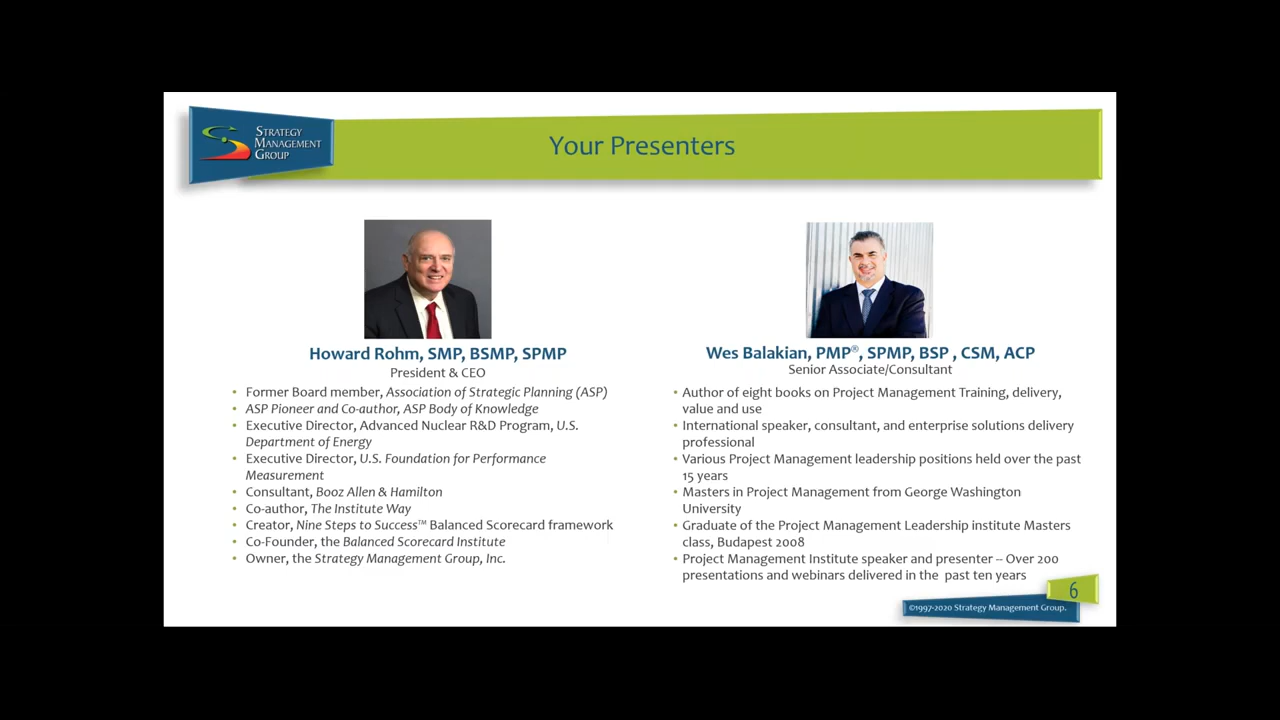 STRATEGY
MANAGEMENT
GROUP
Your Presenters
Howard Rohm, SMP, BSMP, SPMP
President & CEO
• Former Board member, Association of Strategic Planning (ASP)
• ASP Pioneer and Co-author, ASP Body of Knowledge
• Executive Director, Advanced Nuclear R&D Program, U.S.
Department of Energy
• Executive Director, U.S. Foundation for Performance
Measurement
• Consultant, Booz Allen & Hamilton
• Co-author, The Institute Way
• Creator, Nine Steps to Success™ Balanced Scorecard framework
• Co-Founder, the Balanced Scorecard Institute
• Owner, the Strategy Management Group, Inc.
Wes Balakian, PMP®, SPMP, BSP , CSM, ACP
Senior Associate/Consultant
• Author of eight books on Project Management Training, delivery,
value and use
• International speaker, consultant, and enterprise solutions delivery
professional
• Various Project Management leadership positions held over the past
15 years
• Masters in Project Management from George Washington
University
• Graduate of the Project Management Leadership institute Masters
class, Budapest 2008
• Project Management Institute speaker and presenter -- Over 200
presentations and webinars delivered in the past ten years
6
©1997-2020 Strategy Management Group.